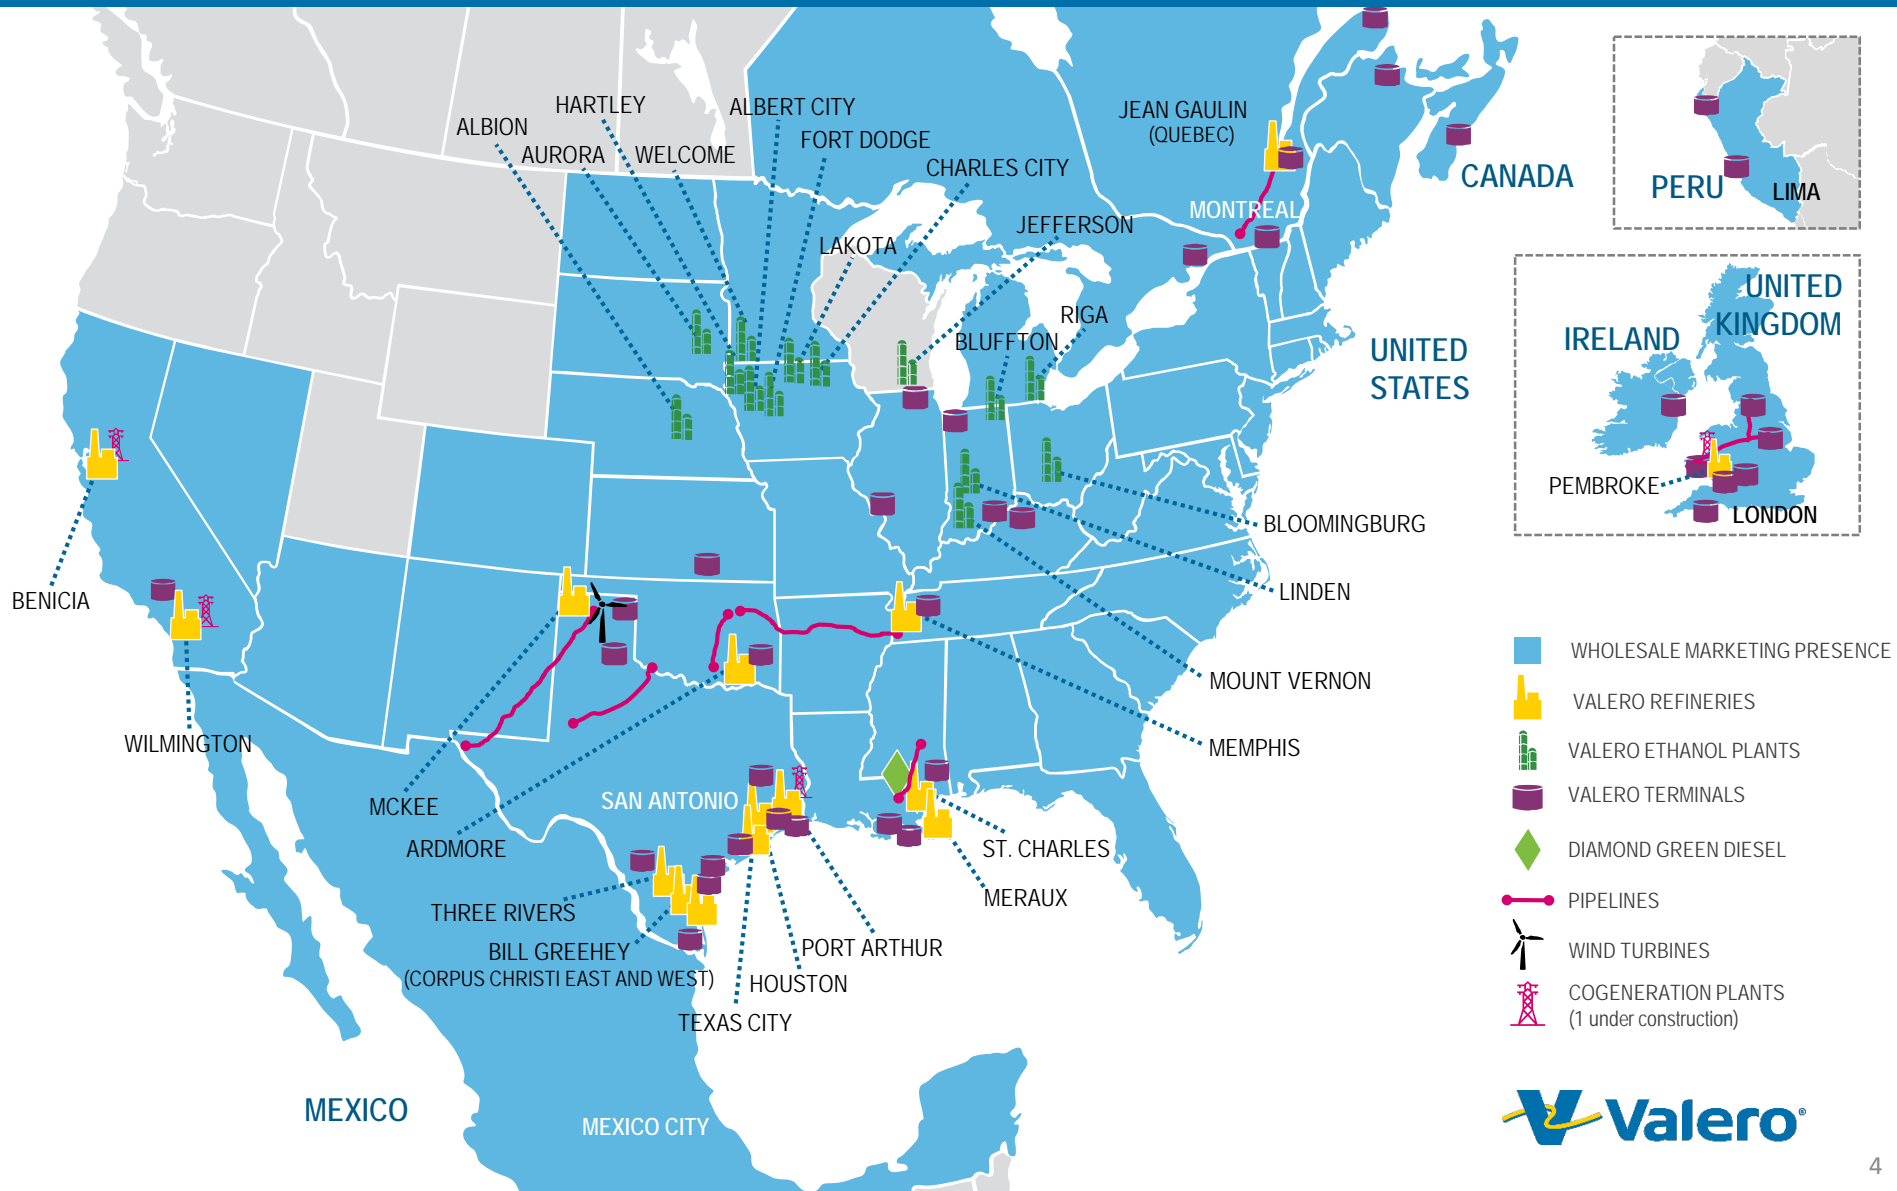 HARTLEY
ALBERT CITY
ALBION
FORT DODGE
AURORA
WELCOME
CHARLES CITY
JEAN GAULIN
(QUEBEC)
CANADA
PERU
LIMA
MONTREAL
JEFFERSON
LAKOTA
RIGA
BLUFFTON
UNITED
STATES
UNITED
KINGDOM
IRELAND
PEMBROKE
LONDON
BLOOMINGBURG
LINDEN
BENICIA
MOUNT VERNON
WILMINGTON
MEMPHIS
MCKEE
SAN ANTONIO
ARDMORE
ST. CHARLES
MERAUX
THREE RIVERS
BILL GREEHEY
(CORPUS CHRISTI EAST AND WEST)
PORT ARTHUR
HOUSTON
TEXAS CITY
MEXICO
MEXICO CITY
WHOLESALE MARKETING PRESENCE
VALERO REFINERIES
VALERO ETHANOL PLANTS
VALERO TERMINALS
DIAMOND GREEN DIESEL
PIPELINES
WIND TURBINES
COGENERATION PLANTS
(1 under construction)
Valero®
4